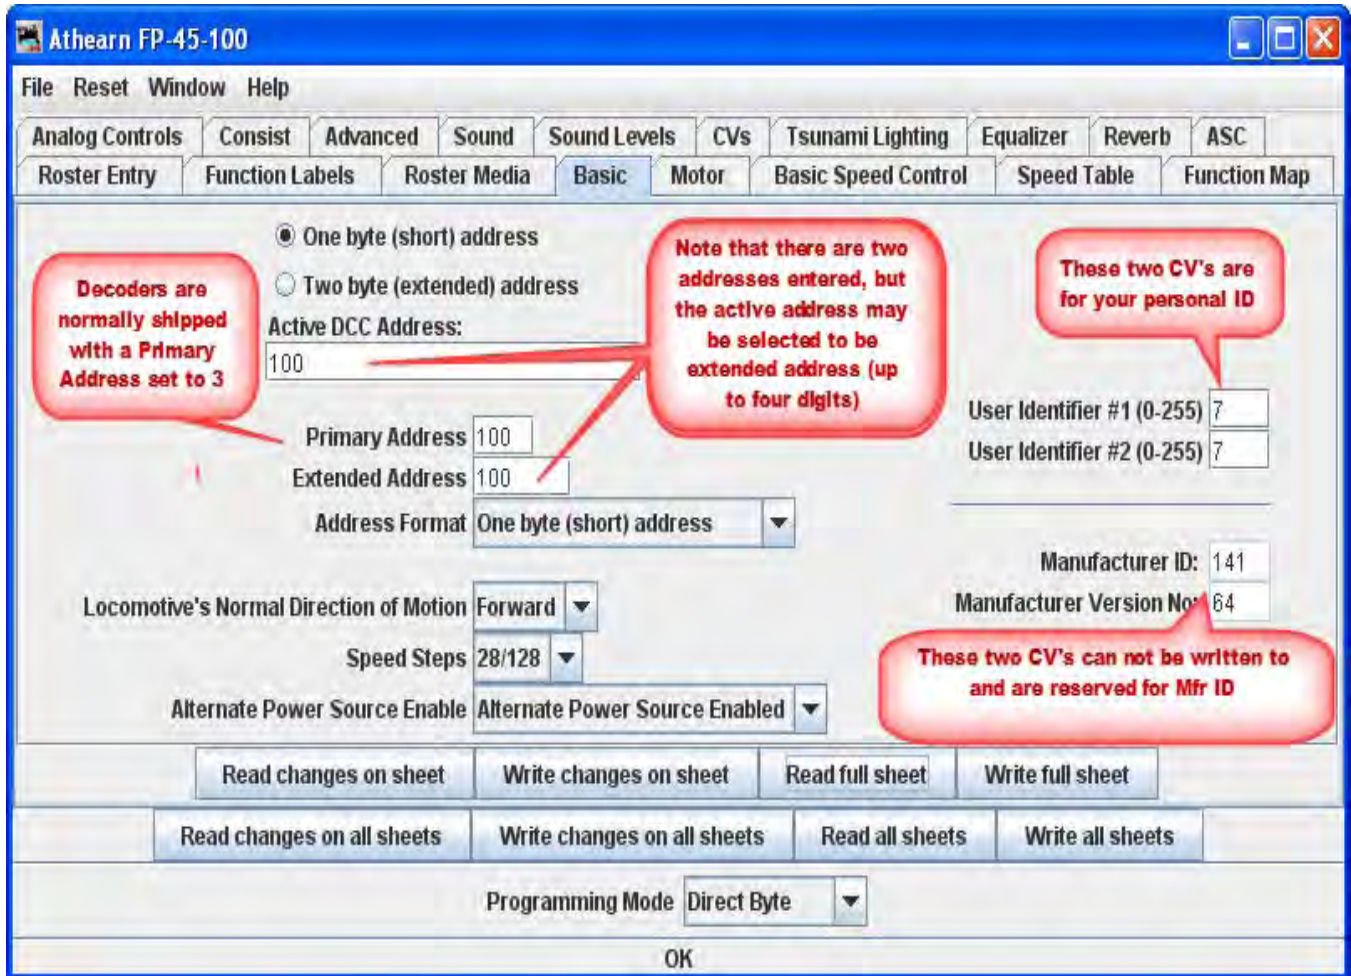 Athearn FP-45-100
File Reset Window Help
Analog Controls Consist Advanced Sound Sound Levels CVs Tsunami Lighting Equalizer Reverb ASC
Roster Entry Function Labels Roster Media Basic Motor Basic Speed Control Speed Table Function Map
One byte (short) address
Two byte (extended) address
Active DCC Address:
100
Decoders are
normally shipped
with a Primary
Address set to 3
Note that there are two
addresses entered, but
the active address may
be selected to be
extended address (up
to four digits)
These two CV's are
for your personal ID
Primary Address 100
Extended Address 100
Address Format One byte (short) address
User Identifier #1 (0-255) 7
User Identifier #2 (0-255) 7
Manufacturer ID: 141
Manufacturer Version No: 64
These two CV's can not be written to
and are reserved for Mfr ID
Locomotive's Normal Direction of Motion Forward
Speed Steps 28/128
Alternate Power Source Enable Alternate Power Source Enabled
Read changes on sheet Write changes on sheet Read full sheet Write full sheet
Read changes on all sheets Write changes on all sheets Read all sheets Write all sheets
Programming Mode Direct Byte
OK